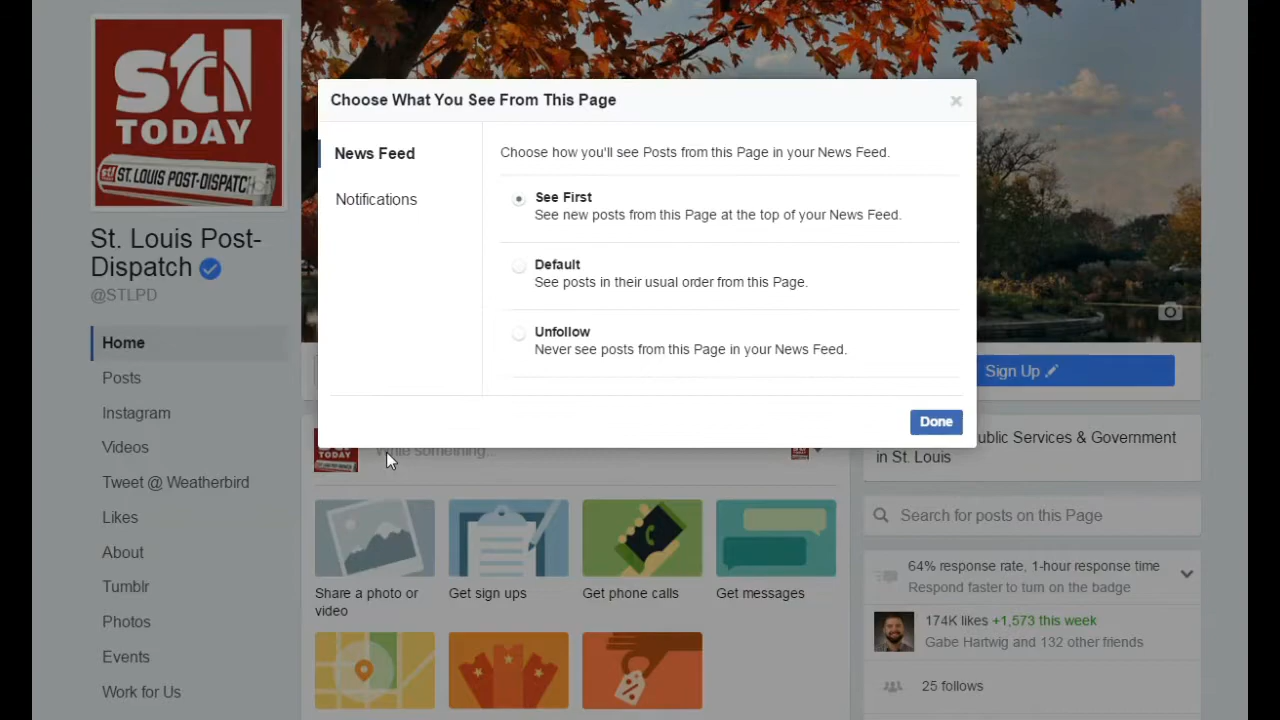 stl
TODAY
stl ST. LOUIS POST-DISPATCH
St. Louis Post-
Dispatch
@STLPD
Home
Posts
Instagram
Videos
Tweet @ Weatherbird
Likes
About
Tumblr
Photos
Events
Work for Us
Choose What You See From This Page
News Feed
Notifications
Choose how you'll see Posts from this Page in your News Feed.
See First
See new posts from this Page at the top of your News Feed.
Default
See posts in their usual order from this Page.
Unfollow
Never see posts from this Page in your News Feed.
Done
Sign Up
TODAY
Write something...
Share a photo or
video
Get sign ups
Get phone calls
Get messages
ublic Services & Government
in St. Louis
Search for posts on this Page
64% response rate, 1-hour response time
Respond faster to turn on the badge
174K likes +1,573 this week
Gabe Hartwig and 132 other friends
25 follows